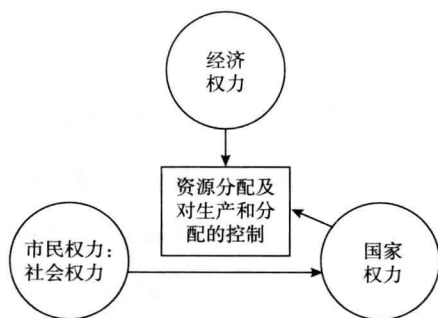 经济
权力
资源分配及
对生产和分
配的控制
市民权力：
社会权力
国家
权力